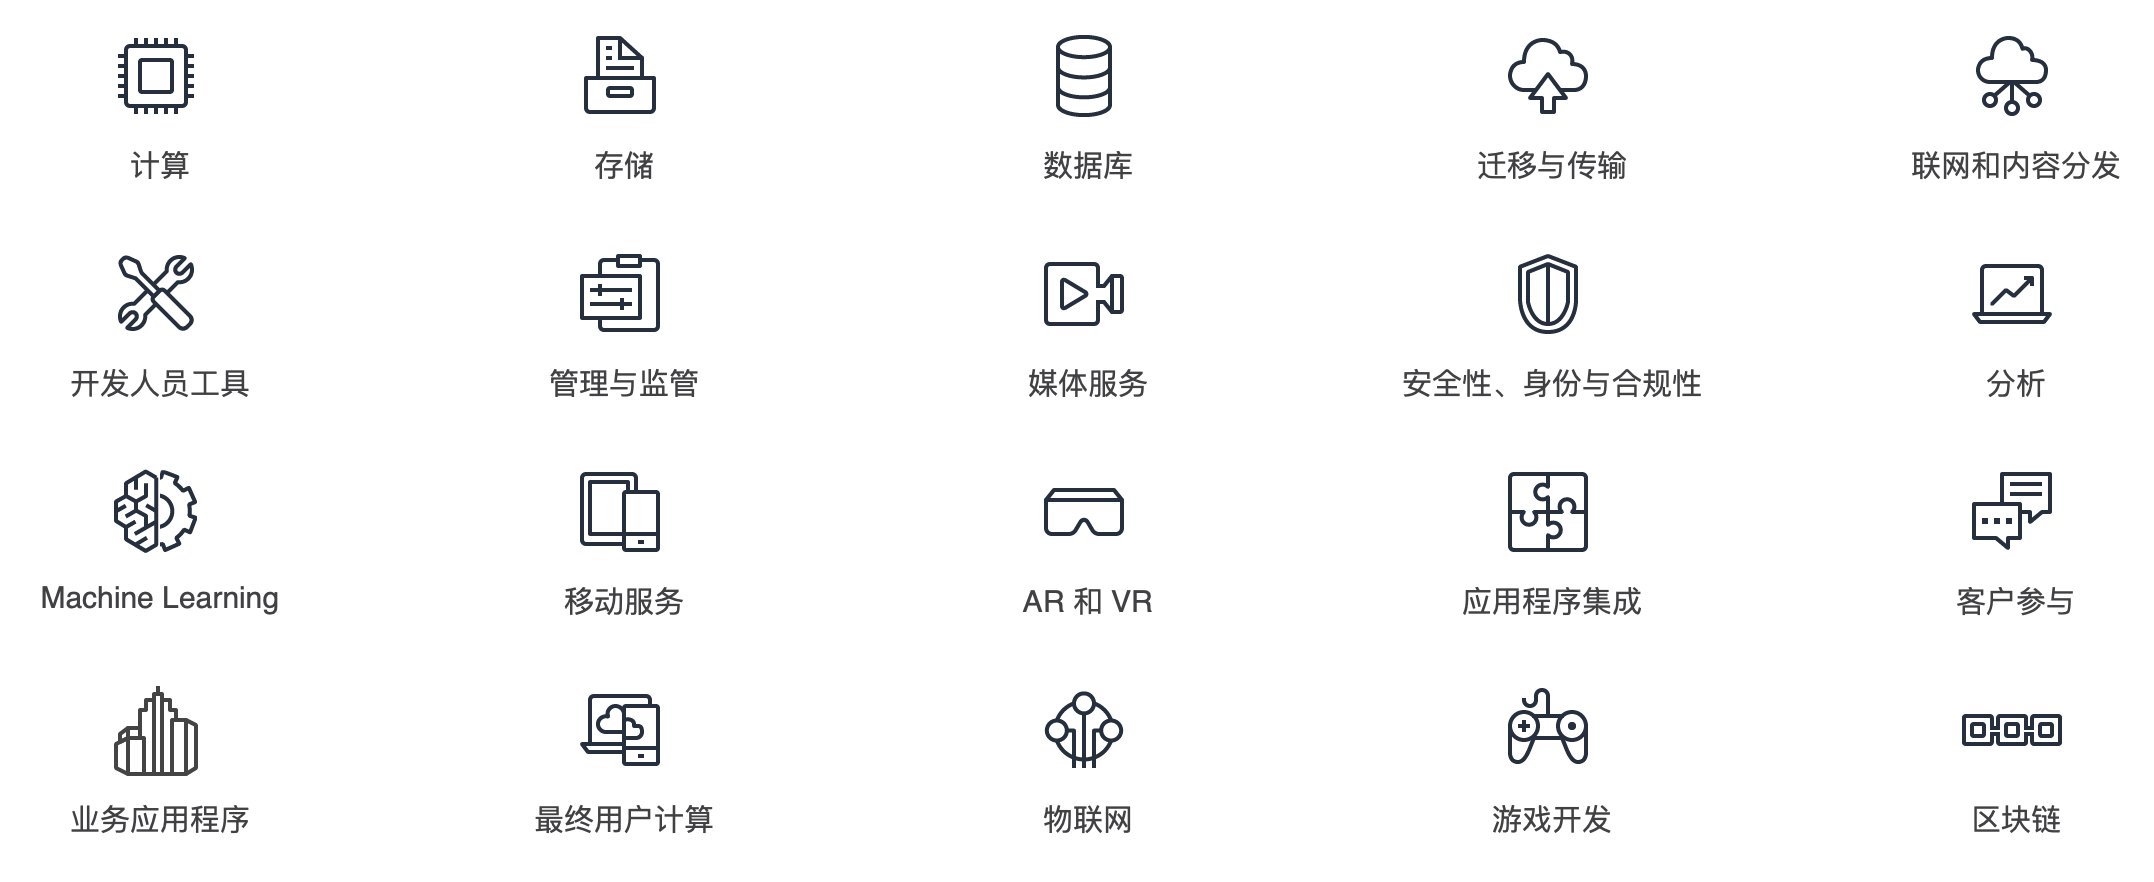 计算
存储
数据库
迁移与传输
联网和内容分发
开发人员工具
管理与监管
媒体服务
安全性、身份与合规性
分析
Machine Learning
移动服务
AR 和 VR
应用程序集成
客户参与
业务应用程序
最终用户计算
物联网
游戏开发
区块链